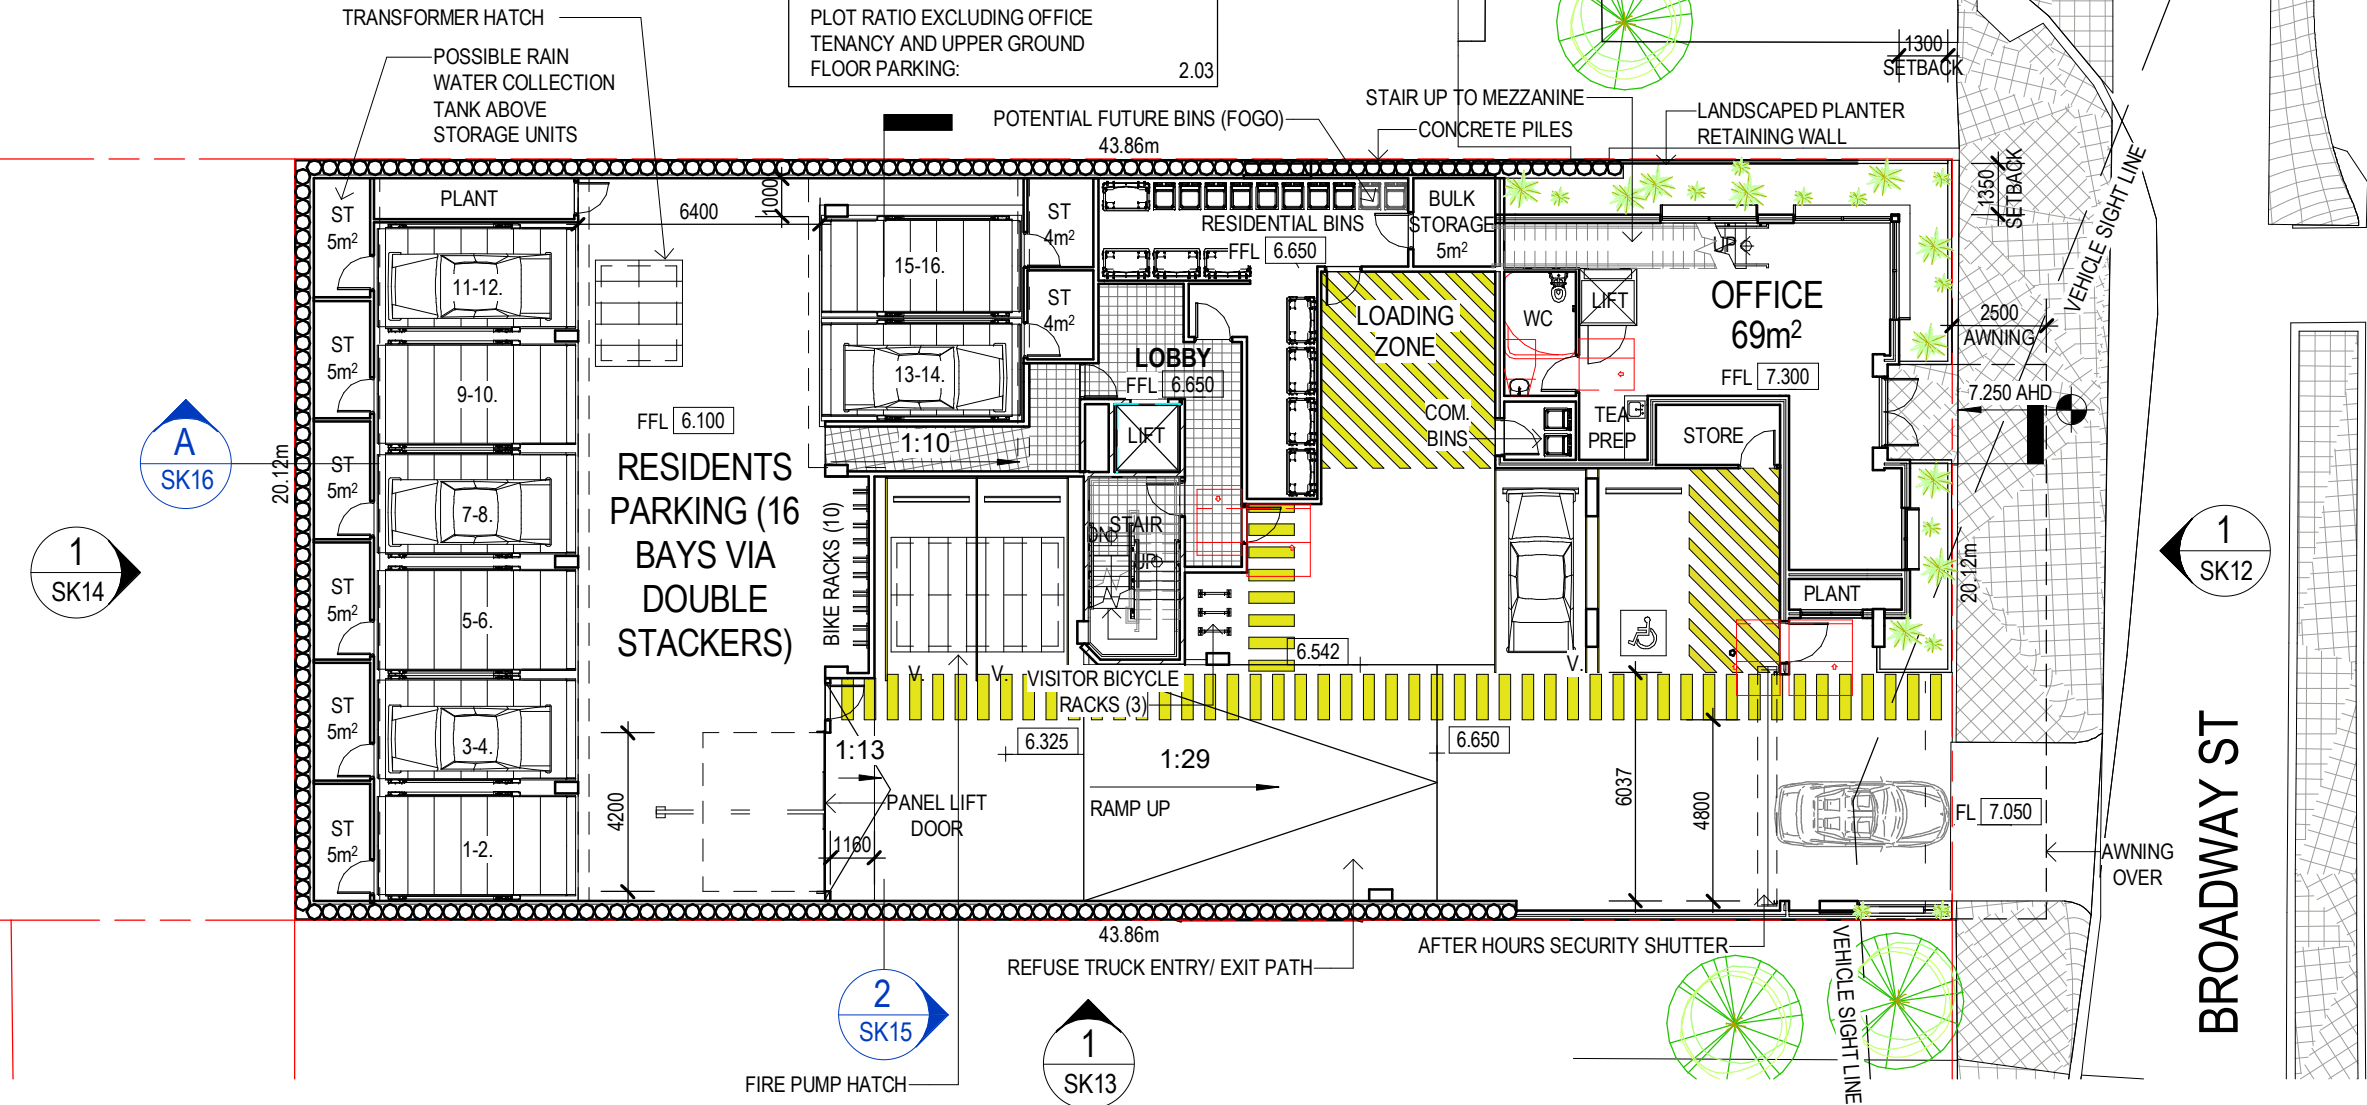 TRANSFORMER HATCH
POSSIBLE RAIN
WATER COLLECTION
TANK ABOVE
STORAGE UNITS
PLOT RATIO EXCLUDING OFFICE
TENANCY AND UPPER GROUND
FLOOR PARKING: 2.03
POTENTIAL FUTURE BINS (FOGO)
43.86m
STAIR UP TO MEZZANINE
CONCRETE PILES
LANDSCAPED PLANTER
RETAINING WALL
1300
SETBACK
1350
SETBACK
VEHICLE SIGHT LINE
PLANT
ST
5m²
6400
1000
ST
4m²
RESIDENTIAL BINS
FFL 6.650
BULK
STORAGE
5m²
UP
11-12.
15-16.
ST
4m²
LOADING
ZONE
WC
LIFT
OFFICE
69m²
FFL 7.300
2500
AWNING
7.250 AHD
ST
5m²
9-10.
13-14.
LOBBY
FFL 6.650
LIFT
COM.
BINS
TEA
PREP
STORE
A
SK16
20.12m
ST
5m²
FFL 6.100
1:10
RESIDENTS
PARKING (16
BAYS VIA
DOUBLE
STACKERS)
BIKE RACKS (10)
7-8.
STAIR
DN
UP
1
SK14
ST
5m²
5-6.
1
SK12
20.12m
PLANT
6.542
V.
V.
V.
VISITOR BICYCLE
RACKS (3)
ST
5m²
3-4.
1:13
6.325
1:29
6.650
RAMP UP
PANEL LIFT
DOOR
4200
1160
6037
4800
FL 7.050
ST
5m²
1-2.
AWNING
OVER
BROADWAY ST
43.86m
REFUSE TRUCK ENTRY/ EXIT PATH
AFTER HOURS SECURITY SHUTTER
VEHICLE SIGHT LINE
2
SK15
1
SK13
FIRE PUMP HATCH